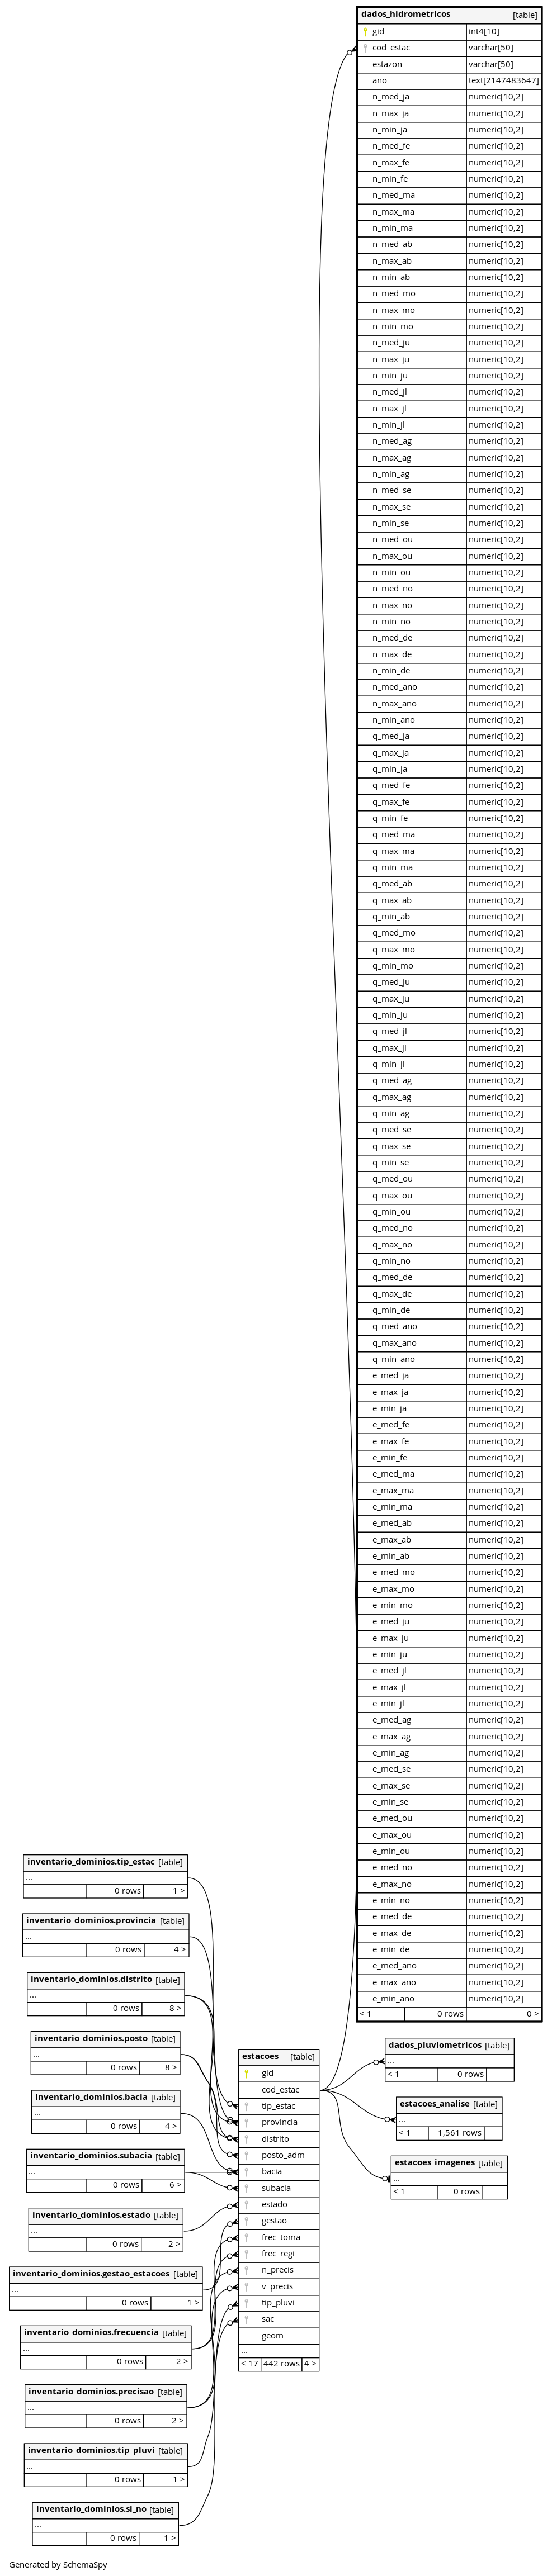 dados_hidrometricos [table]
gid int4[10]
cod_estac varchar[50]
estazon varchar[50]
ano text[2147483647]
n_med_ja numeric[10,2]
n_max_ja numeric[10,2]
n_min_ja numeric[10,2]
n_med_fe numeric[10,2]
n_max_fe numeric[10,2]
n_min_fe numeric[10,2]
n_med_ma numeric[10,2]
n_max_ma numeric[10,2]
n_min_ma numeric[10,2]
n_med_ab numeric[10,2]
n_max_ab numeric[10,2]
n_min_ab numeric[10,2]
n_med_mo numeric[10,2]
n_max_mo numeric[10,2]
n_min_mo numeric[10,2]
n_med_ju numeric[10,2]
n_max_ju numeric[10,2]
n_min_ju numeric[10,2]
n_med_jl numeric[10,2]
n_max_jl numeric[10,2]
n_min_jl numeric[10,2]
n_med_ag numeric[10,2]
n_max_ag numeric[10,2]
n_min_ag numeric[10,2]
n_med_se numeric[10,2]
n_max_se numeric[10,2]
n_min_se numeric[10,2]
n_med_ou numeric[10,2]
n_max_ou numeric[10,2]
n_min_ou numeric[10,2]
n_med_no numeric[10,2]
n_max_no numeric[10,2]
n_min_no numeric[10,2]
n_med_de numeric[10,2]
n_max_de numeric[10,2]
n_min_de numeric[10,2]
n_med_ano numeric[10,2]
n_max_ano numeric[10,2]
n_min_ano numeric[10,2]
q_med_ja numeric[10,2]
q_max_ja numeric[10,2]
q_min_ja numeric[10,2]
q_med_fe numeric[10,2]
q_max_fe numeric[10,2]
q_min_fe numeric[10,2]
q_med_ma numeric[10,2]
q_max_ma numeric[10,2]
q_min_ma numeric[10,2]
q_med_ab numeric[10,2]
q_max_ab numeric[10,2]
q_min_ab numeric[10,2]
q_med_mo numeric[10,2]
q_max_mo numeric[10,2]
q_min_mo numeric[10,2]
q_med_ju numeric[10,2]
q_max_ju numeric[10,2]
q_min_ju numeric[10,2]
q_med_jl numeric[10,2]
q_max_jl numeric[10,2]
q_min_jl numeric[10,2]
q_med_ag numeric[10,2]
q_max_ag numeric[10,2]
q_min_ag numeric[10,2]
q_med_se numeric[10,2]
q_max_se numeric[10,2]
q_min_se numeric[10,2]
q_med_ou numeric[10,2]
q_max_ou numeric[10,2]
q_min_ou numeric[10,2]
q_med_no numeric[10,2]
q_max_no numeric[10,2]
q_min_no numeric[10,2]
q_med_de numeric[10,2]
q_max_de numeric[10,2]
q_min_de numeric[10,2]
q_med_ano numeric[10,2]
q_max_ano numeric[10,2]
q_min_ano numeric[10,2]
e_med_ja numeric[10,2]
e_max_ja numeric[10,2]
e_min_ja numeric[10,2]
e_med_fe numeric[10,2]
e_max_fe numeric[10,2]
e_min_fe numeric[10,2]
e_med_ma numeric[10,2]
e_max_ma numeric[10,2]
e_min_ma numeric[10,2]
e_med_ab numeric[10,2]
e_max_ab numeric[10,2]
e_min_ab numeric[10,2]
e_med_mo numeric[10,2]
e_max_mo numeric[10,2]
e_min_mo numeric[10,2]
e_med_ju numeric[10,2]
e_max_ju numeric[10,2]
e_min_ju numeric[10,2]
e_med_jl numeric[10,2]
e_max_jl numeric[10,2]
e_min_jl numeric[10,2]
e_med_ag numeric[10,2]
e_max_ag numeric[10,2]
e_min_ag numeric[10,2]
e_med_se numeric[10,2]
e_max_se numeric[10,2]
e_min_se numeric[10,2]
e_med_ou numeric[10,2]
e_max_ou numeric[10,2]
e_min_ou numeric[10,2]
e_med_no numeric[10,2]
e_max_no numeric[10,2]
e_min_no numeric[10,2]
e_med_de numeric[10,2]
e_max_de numeric[10,2]
e_min_de numeric[10,2]
e_med_ano numeric[10,2]
e_max_ano numeric[10,2]
e_min_ano numeric[10,2]
< 1 0 rows 0 >
inventario_dominios.tip_estac [table]
...
0 rows 1 >
inventario_dominios.provincia [table]
...
0 rows 4 >
inventario_dominios.distrito [table]
...
0 rows 8 >
inventario_dominios.posto [table]
...
0 rows 8 >
inventario_dominios.bacia [table]
...
0 rows 4 >
inventario_dominios.subacia [table]
...
0 rows 6 >
inventario_dominios.estado [table]
...
0 rows 2 >
inventario_dominios.gestao_estacoes [table]
...
0 rows 1 >
inventario_dominios.frecuencia [table]
...
0 rows 2 >
inventario_dominios.precisao [table]
...
0 rows 2 >
inventario_dominios.tip_pluvi [table]
...
0 rows 1 >
inventario_dominios.si_no [table]
...
0 rows 1 >
estacoes [table]
gid
cod_estac
tip_estac
provincia
distrito
posto_adm
bacia
subacia
estado
gestao
frec_toma
frec_regi
n_precis
v_precis
tip_pluvi
sac
geom
...
< 17 442 rows 4 >
dados_pluviometricos [table]
...
< 1 0 rows
estacoes_analise [table]
...
< 1 1,561 rows
estacoes_imagenes [table]
...
< 1 0 rows
Generated by SchemaSpy